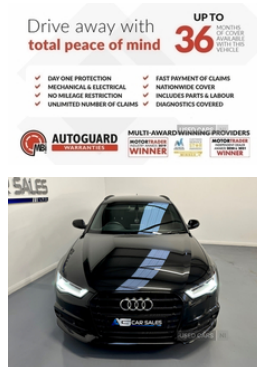 Drive away with
total peace of mind
UP TO
36 MONTHS
OF COVER
AVAILABLE
WITH THIS
VEHICLE
DAY ONE PROTECTION
MECHANICAL & ELECTRICAL
NO MILEAGE RESTRICTION
UNLIMITED NUMBER OF CLAIMS
FAST PAYMENT OF CLAIMS
NATIONWIDE COVER
INCLUDES PARTS & LABOUR
DIAGNOSTICS COVERED
MBI
AUTOGUARD
WARRANTIES
MULTI-AWARD WINNING PROVIDERS
MOTORTRADER
WINNER
MOTORTRADER
WINNER
SALES
CAR SALES